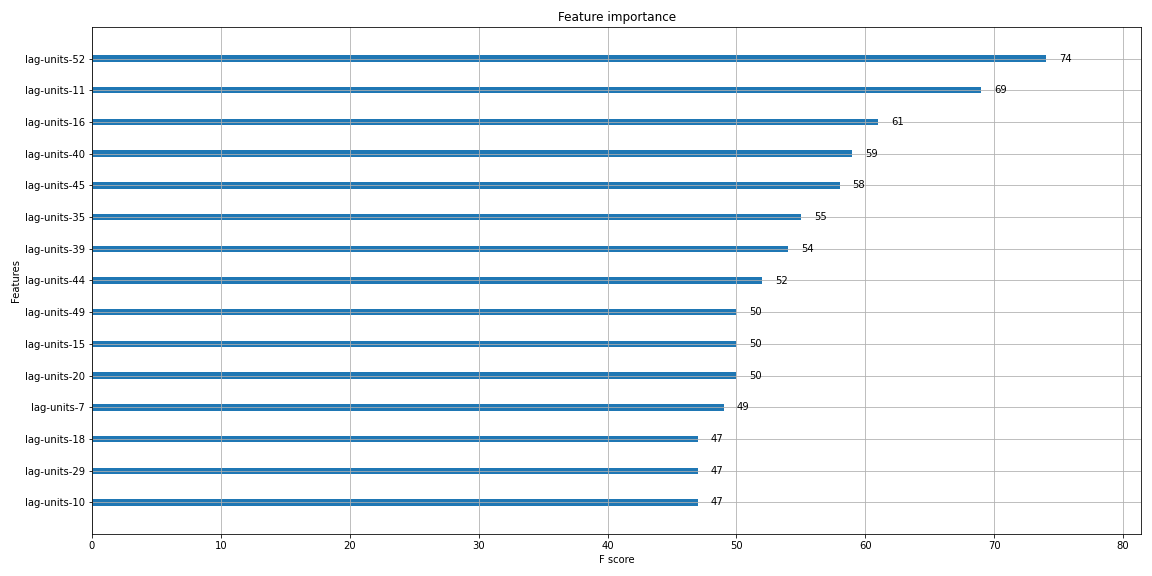 Feature importance
lag-units-52 74
lag-units-11 69
lag-units-16 61
lag-units-40 59
lag-units-45 58
lag-units-35 55
lag-units-39 54
lag-units-44 52
lag-units-49 50
lag-units-15 50
lag-units-20 50
lag-units-7 49
lag-units-18 47
lag-units-29 47
lag-units-10 47
Features
0 10 20 30 40 50 60 70 80
F score